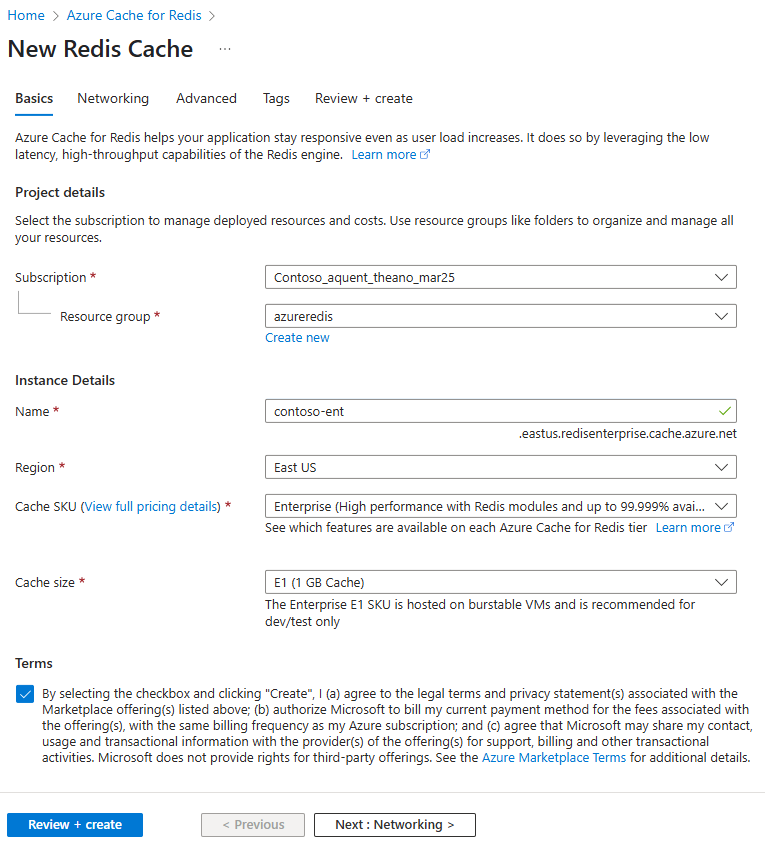 Home > Azure Cache for Redis >
New Redis Cache ...
Basics Networking Advanced Tags Review + create
Azure Cache for Redis helps your application stay responsive even as user load increases. It does so by leveraging the low
latency, high-throughput capabilities of the Redis engine. Learn more
Project details
Select the subscription to manage deployed resources and costs. Use resource groups like folders to organize and manage all
your resources.
Subscription * Contoso_aquent_theano_mar25
Resource group * azureredis
Create new
Instance Details
Name * contoso-ent
.eastus.redisenterprise.cache.azure.net
Region * East US
Cache SKU (View full pricing details) * Enterprise (High performance with Redis modules and up to 99.999% avai...
See which features are available on each Azure Cache for Redis tier Learn more
Cache size * E1 (1 GB Cache)
The Enterprise E1 SKU is hosted on burstable VMs and is recommended for
dev/test only
Terms
By selecting the checkbox and clicking "Create", I (a) agree to the legal terms and privacy statement(s) associated with the
Marketplace offering(s) listed above; (b) authorize Microsoft to bill my current payment method for the fees associated with
the offering(s), with the same billing frequency as my Azure subscription; and (c) agree that Microsoft may share my contact,
usage and transactional information with the provider(s) of the offering(s) for support, billing and other transactional
activities. Microsoft does not provide rights for third-party offerings. See the Azure Marketplace Terms for additional details.
Review + create < Previous Next : Networking >